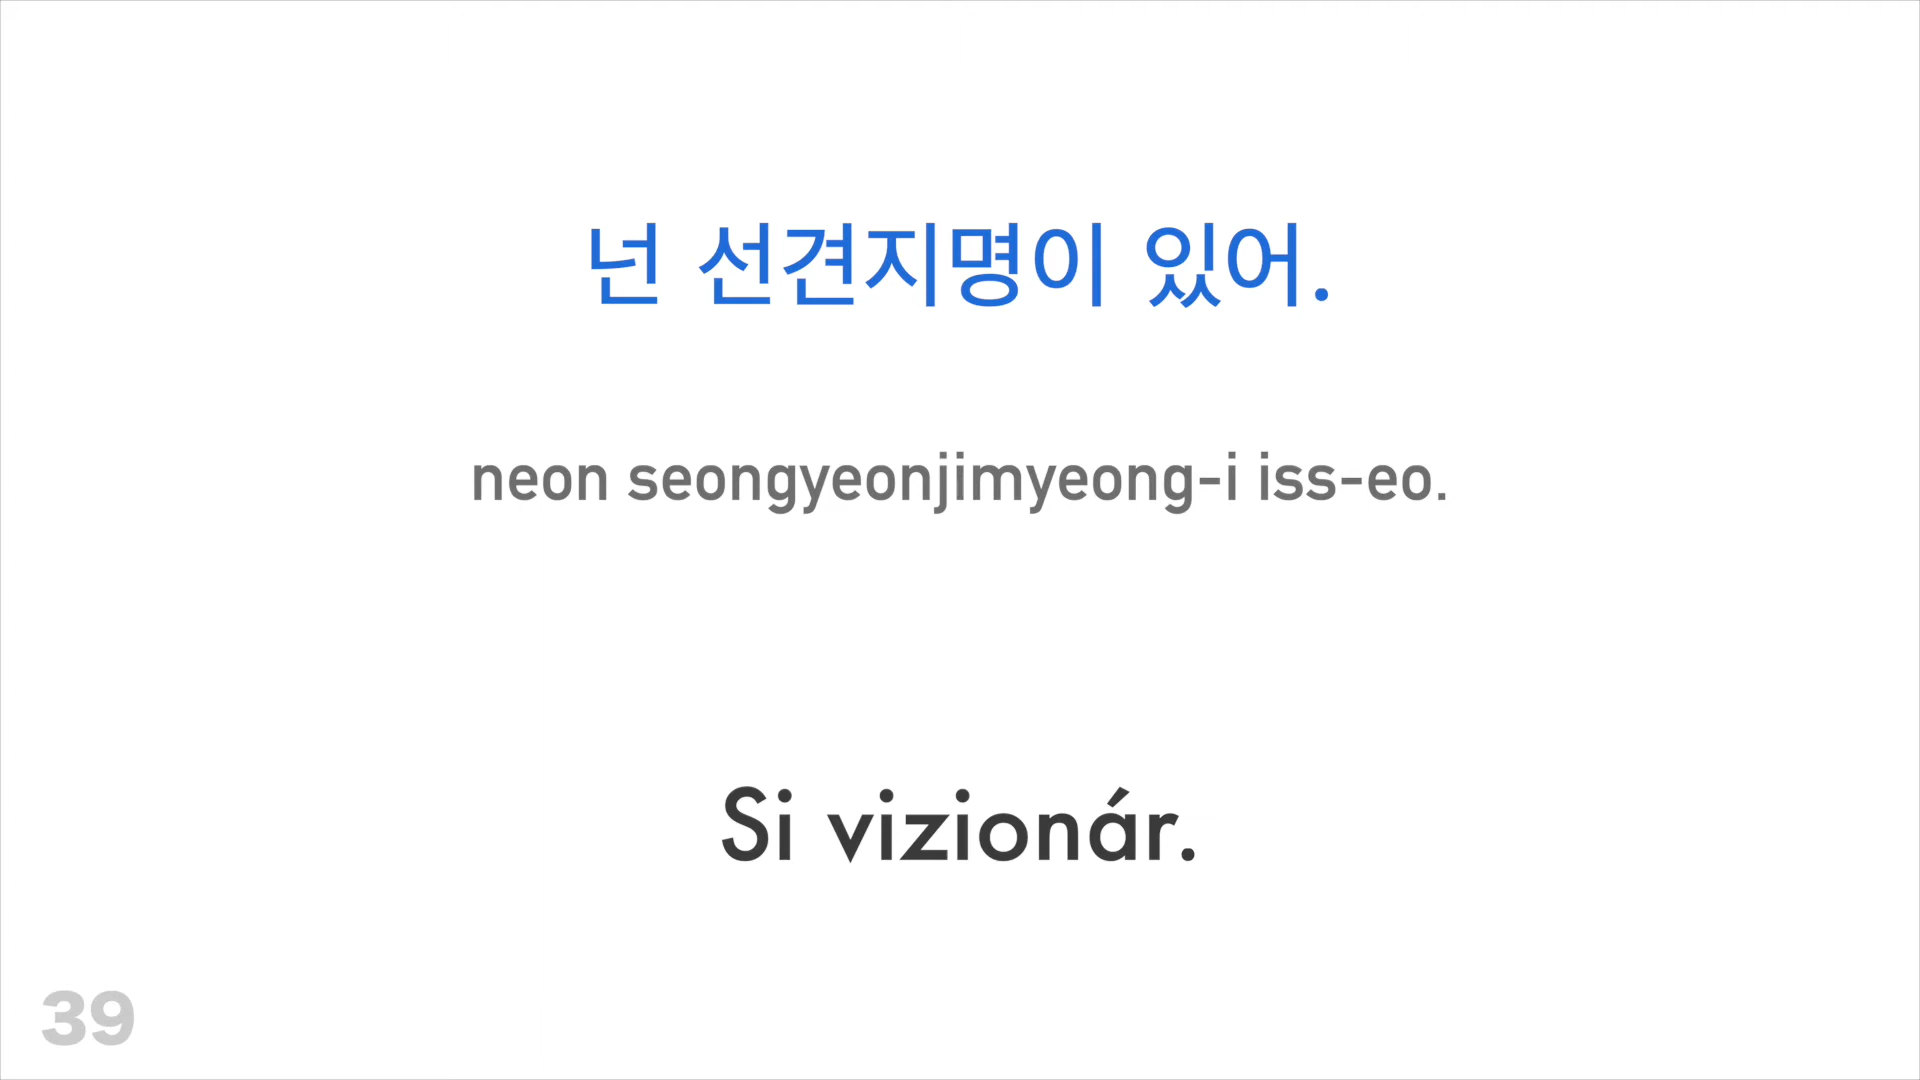 넌 선견지명이 있어.
neon seongyeonjimyeong-i iss-eo.
Si vizionár.
39